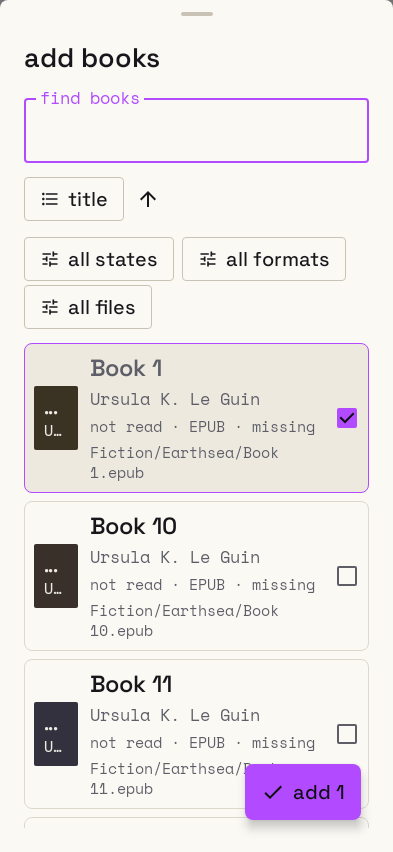 add books
find books
title
all states
all formats
all files
Book 1
Ursula K. Le Guin
not read · EPUB · missing
Fiction/Earthsea/Book
1.epub
…
U…
Book 10
Ursula K. Le Guin
not read · EPUB · missing
Fiction/Earthsea/Book
10.epub
…
U…
Book 11
Ursula K. Le Guin
not read · EPUB · missing
Fiction/Earthsea/
11.epub
…
U…
add 1